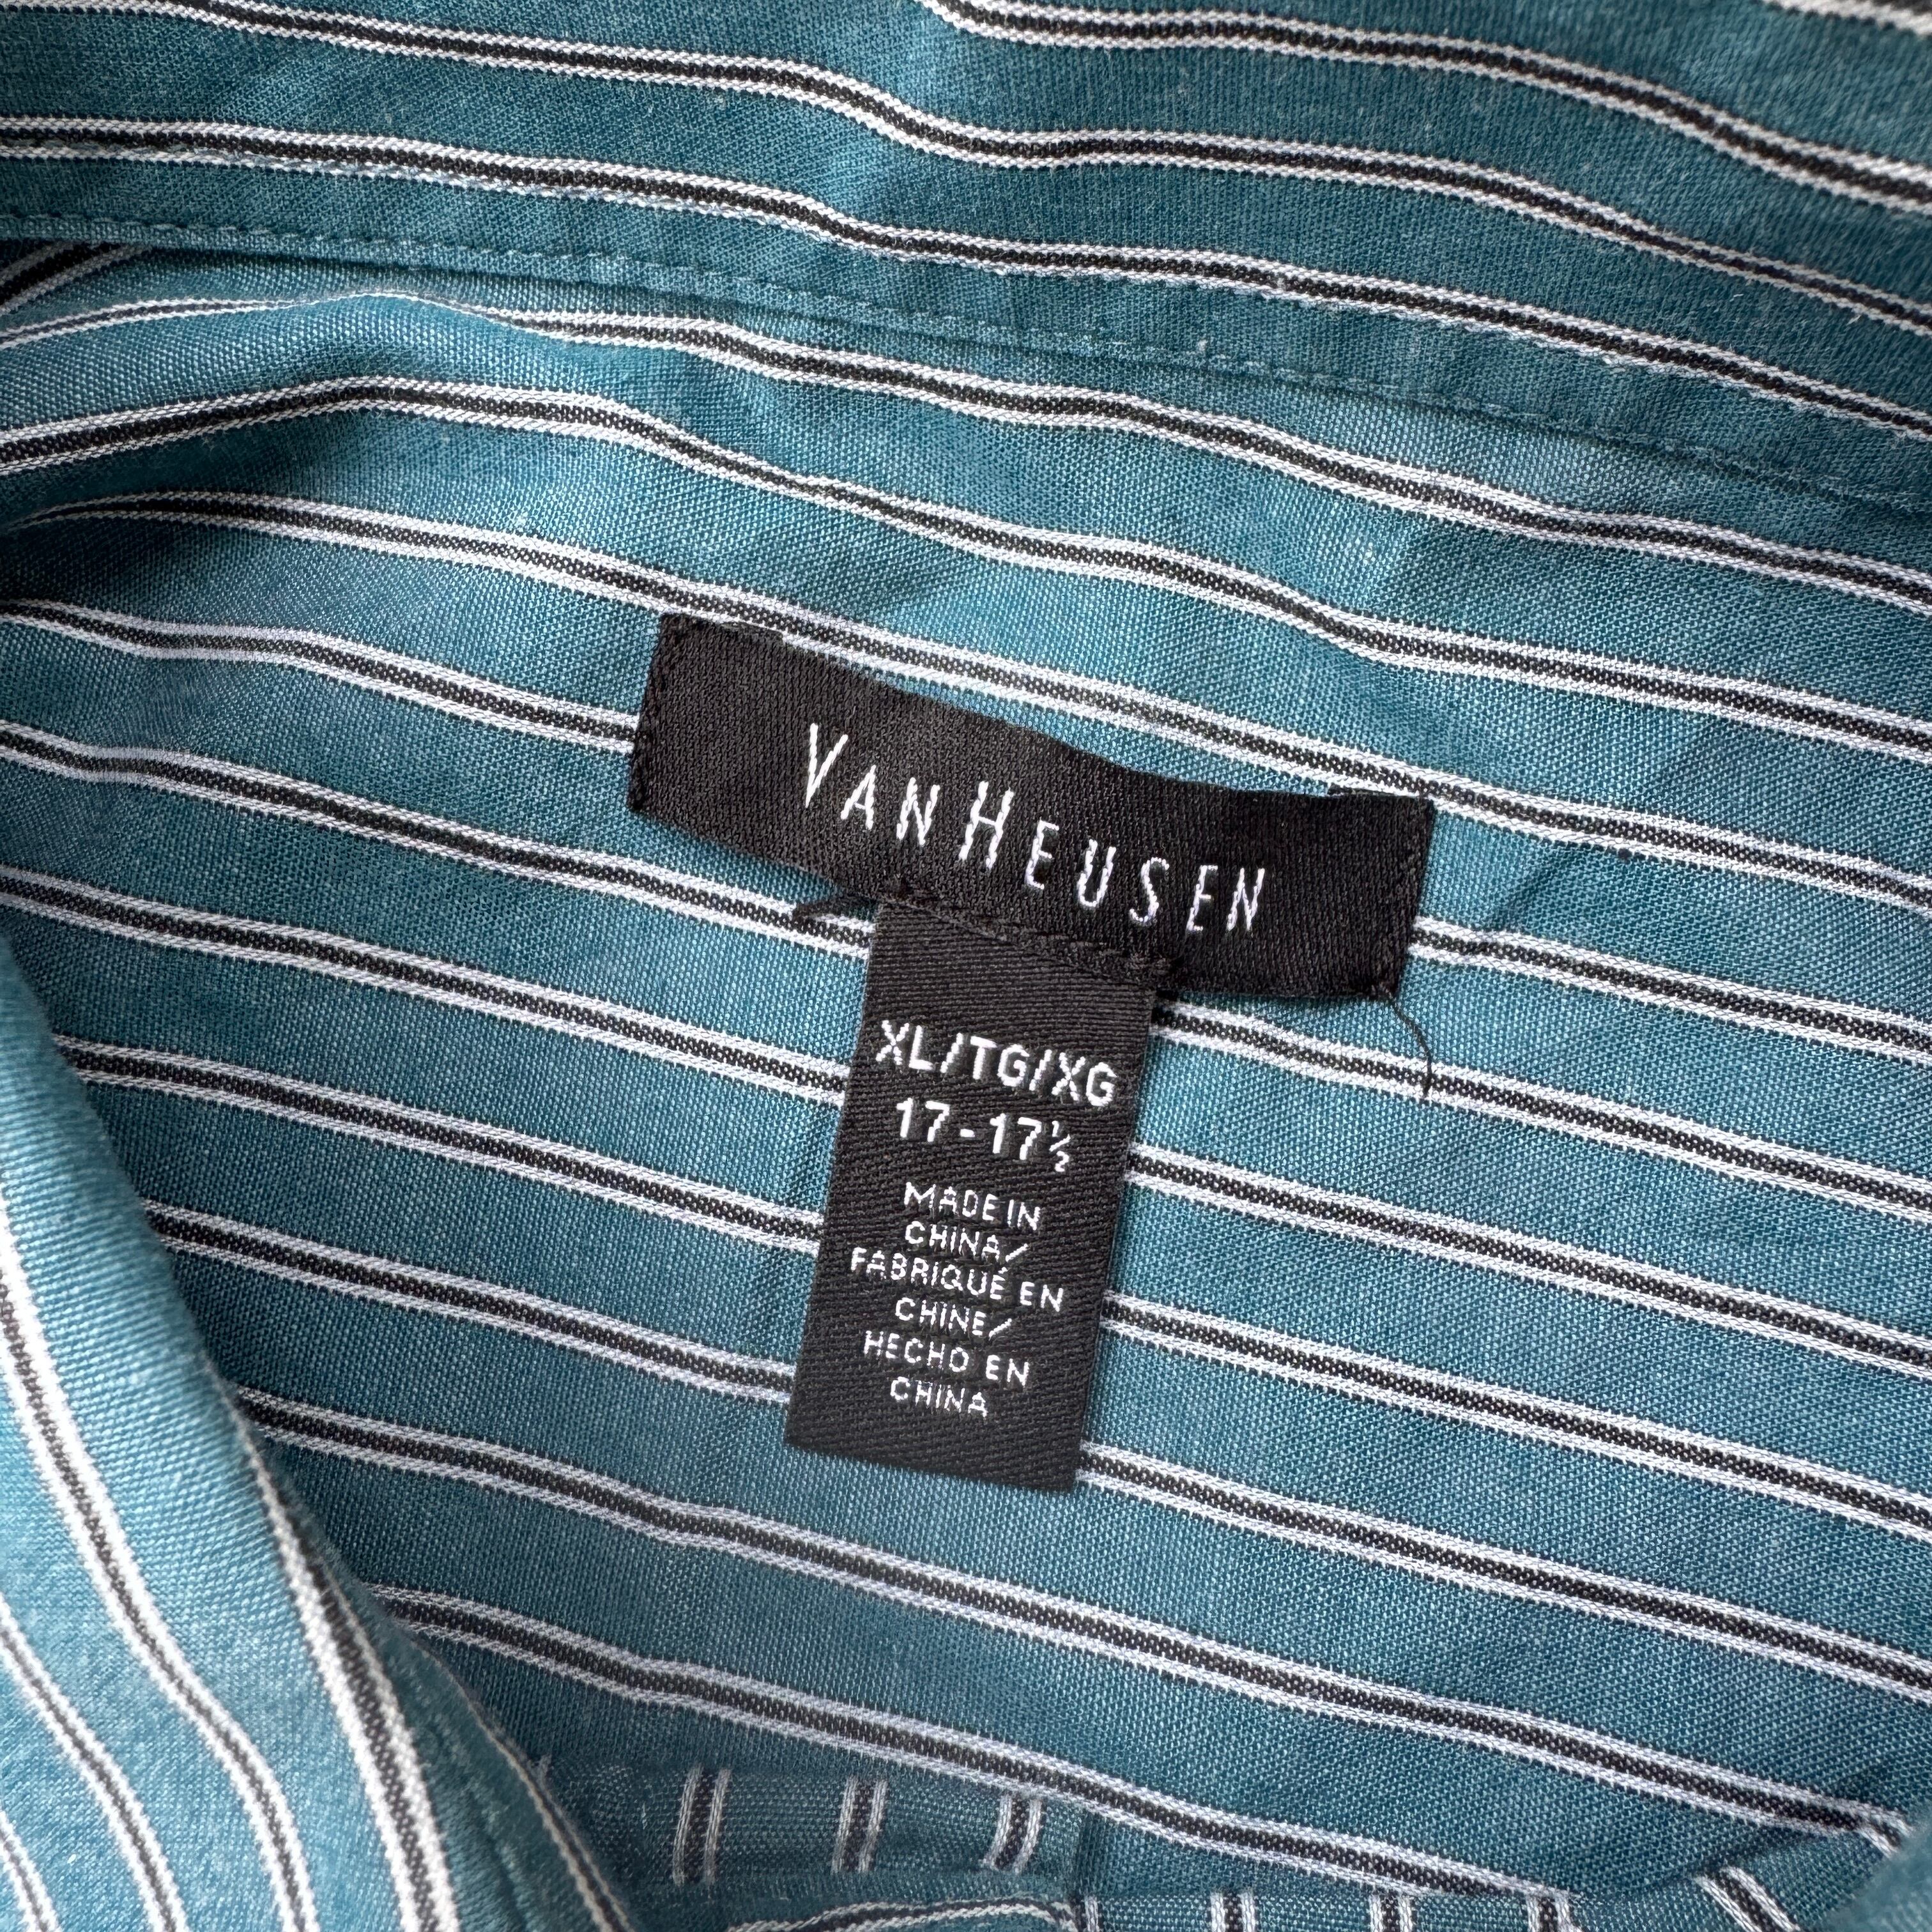 VANHEUSEN
XL/TG/XG
17-17½
MADE IN
CHINA/
FABRIQUÉ EN
CHINE/
HECHO EN
CHINA